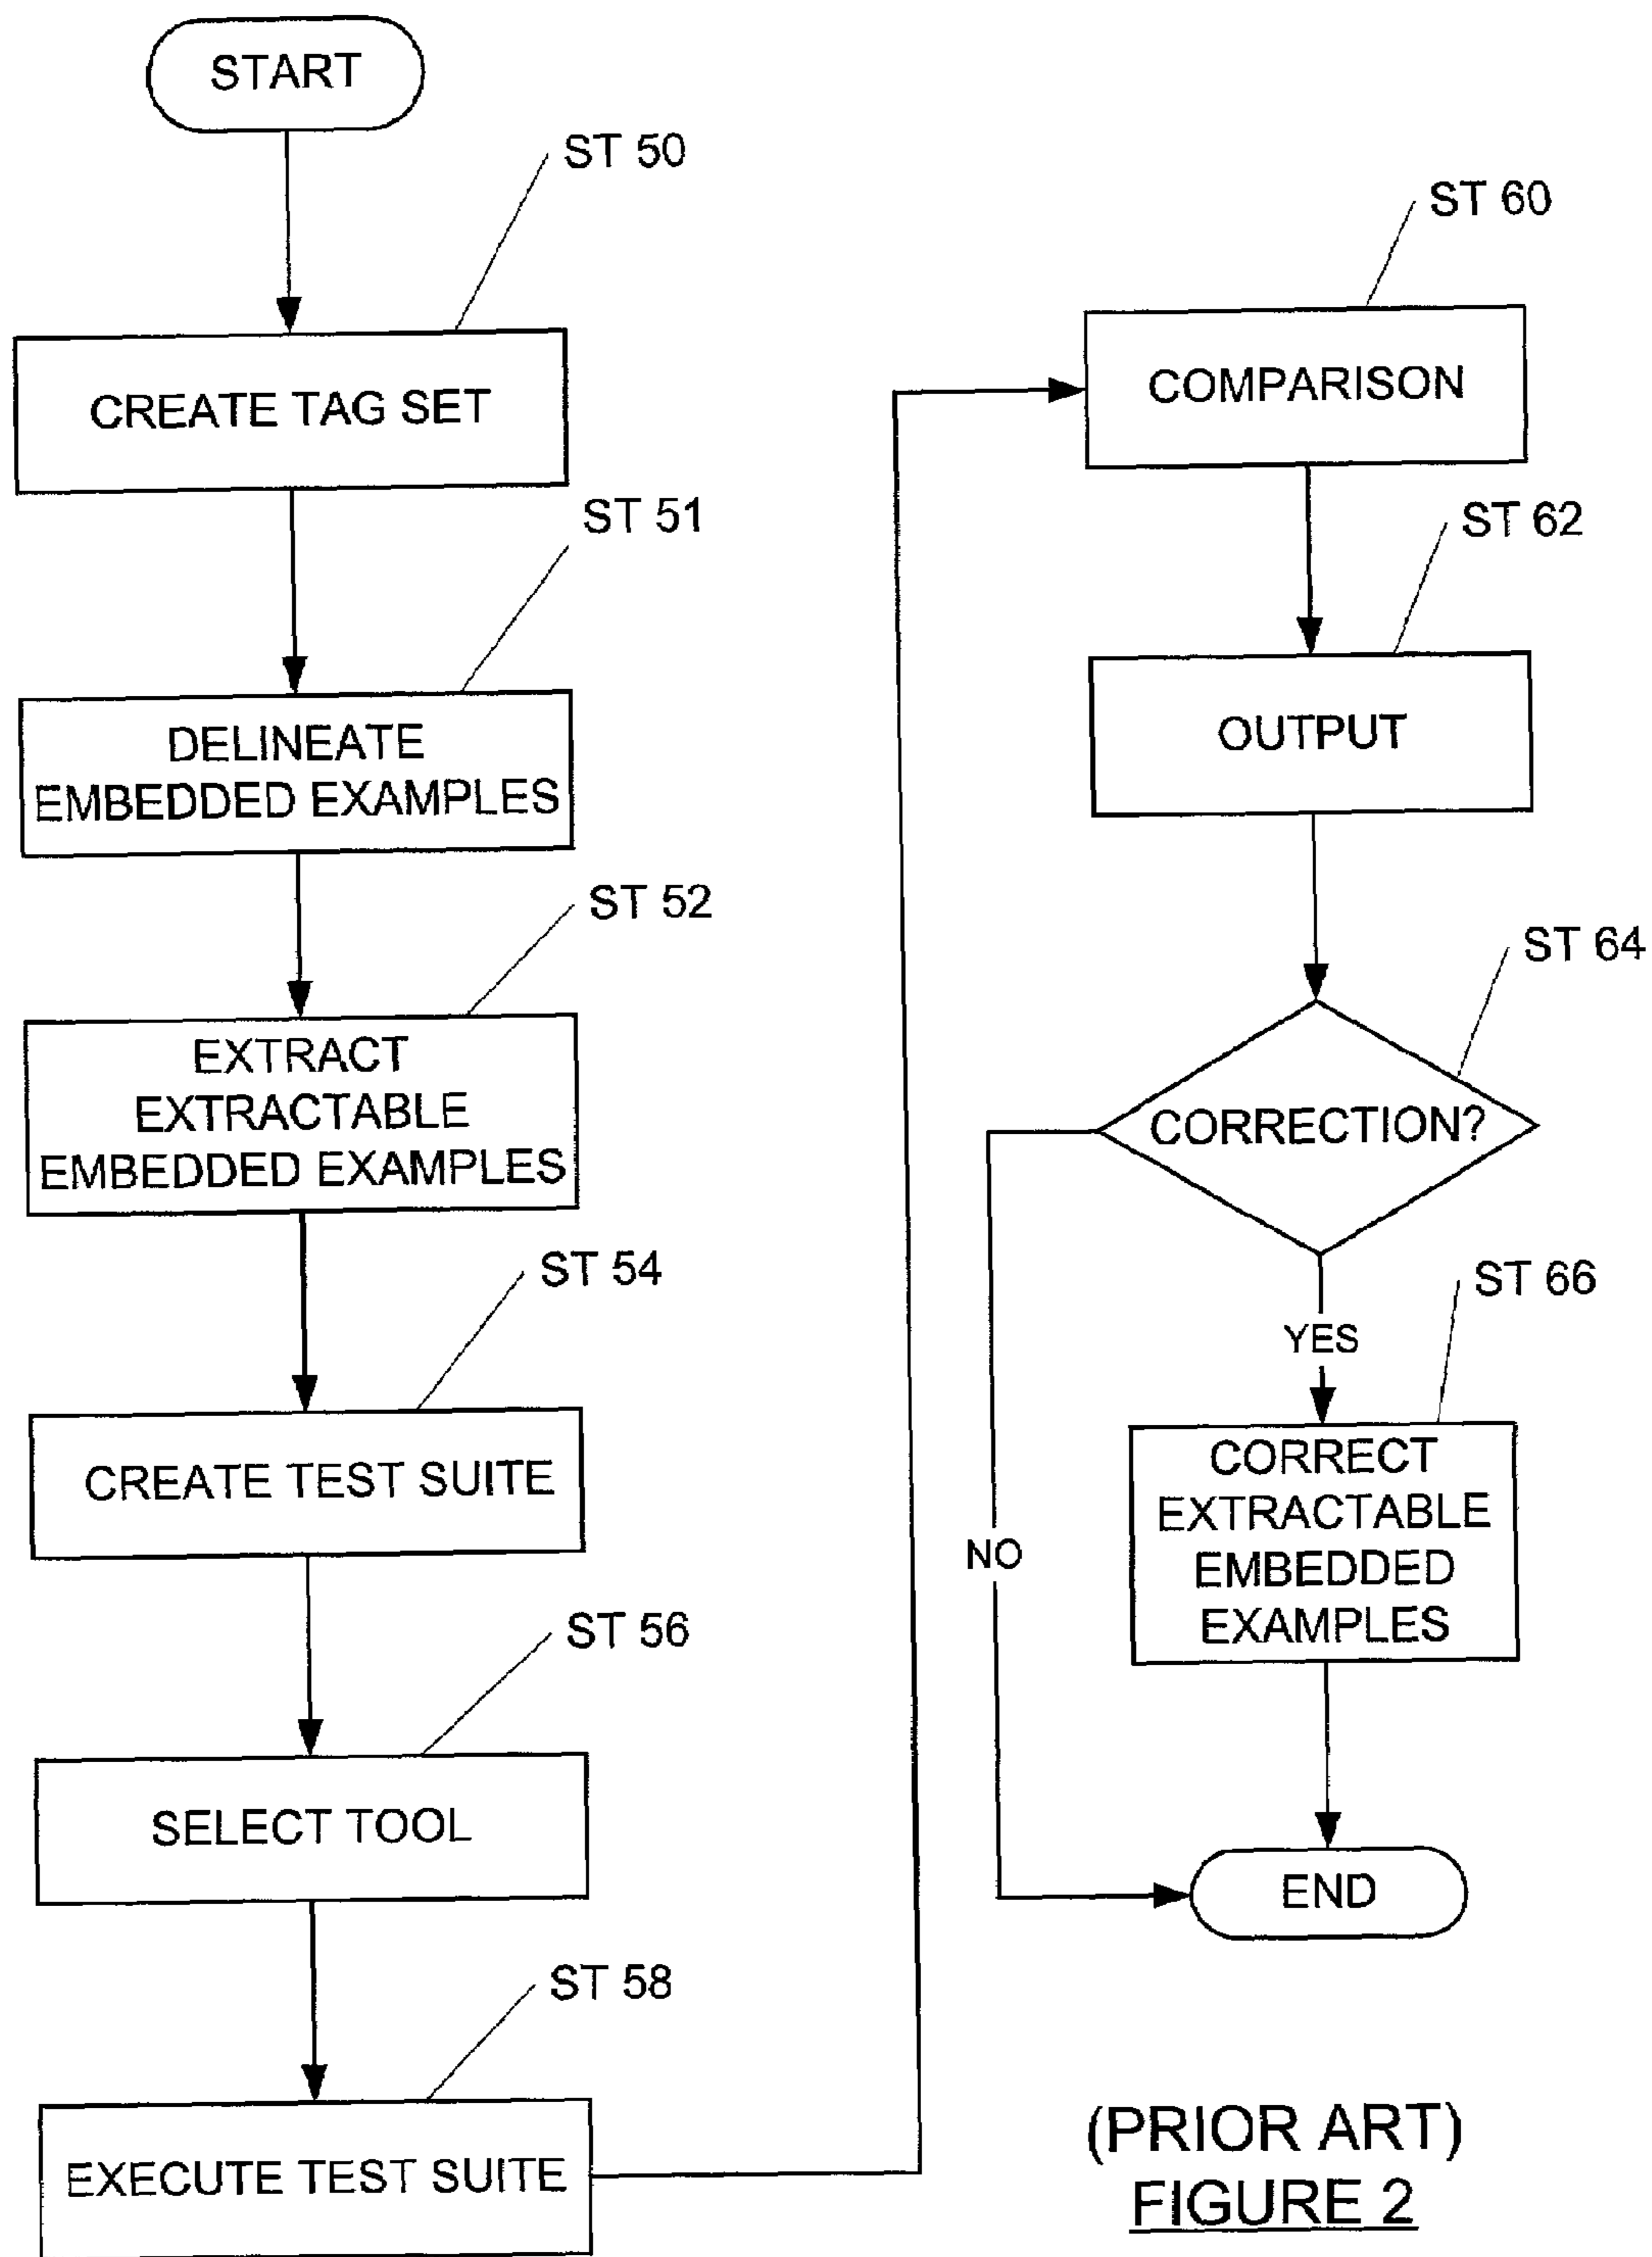 START
ST 50
CREATE TAG SET
ST 51
DELINEATE
EMBEDDED EXAMPLES
ST 52
EXTRACT
EXTRACTABLE
EMBEDDED EXAMPLES
ST 54
CREATE TEST SUITE
ST 56
SELECT TOOL
ST 58
EXECUTE TEST SUITE
ST 60
COMPARISON
ST 62
OUTPUT
ST 64
CORRECTION?
YES
NO
ST 66
CORRECT
EXTRACTABLE
EMBEDDED
EXAMPLES
END
(PRIOR ART)
FIGURE 2